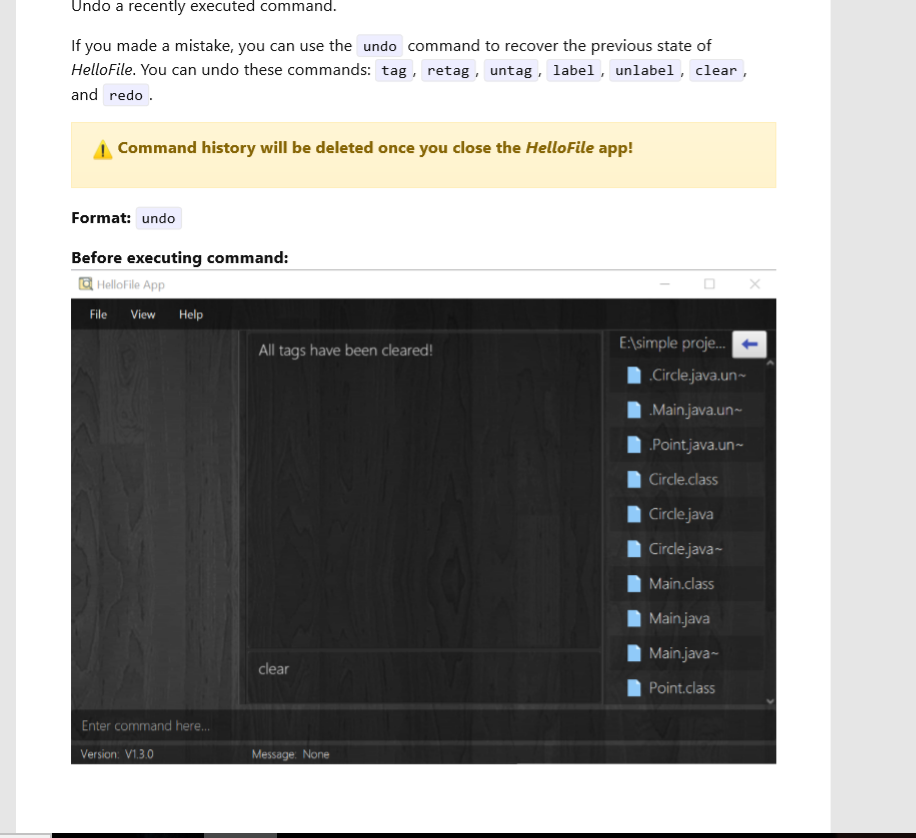 Undo a recently executed command.
If you made a mistake, you can use the undo command to recover the previous state of
HelloFile. You can undo these commands: tag, retag, untag, label, unlabel, clear,
and redo.
⚠ Command history will be deleted once you close the HelloFile app!
Format: undo
Before executing command:
HelloFile App
File View Help
All tags have been cleared!
clear
E:\simple proje...
.Circle.java.un~
.Main.java.un~
.Point.java.un~
Circle.class
Circle.java
Circle.java~
Main.class
Main.java
Main.java~
Point.class
Enter command here...
Version: V1.3.0 Message: None